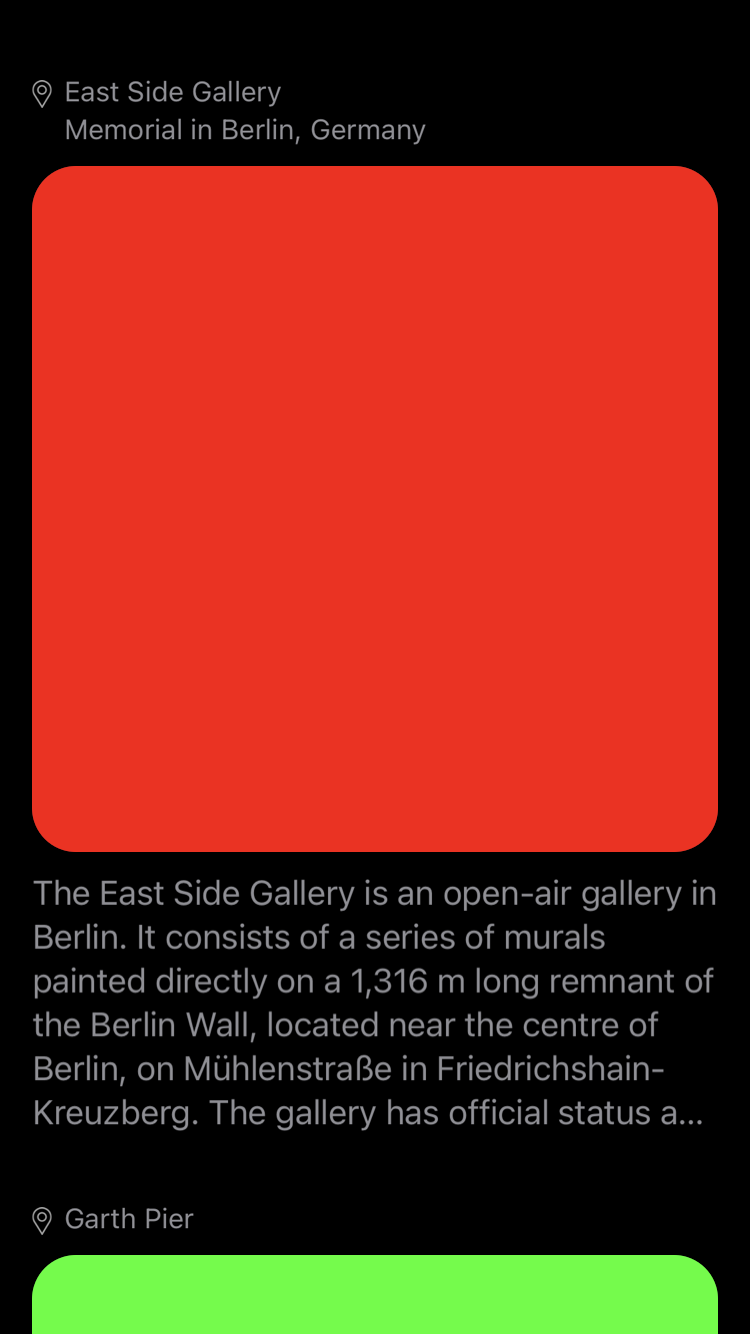 East Side Gallery
Memorial in Berlin, Germany
The East Side Gallery is an open-air gallery in
Berlin. It consists of a series of murals
painted directly on a 1,316 m long remnant of
the Berlin Wall, located near the centre of
Berlin, on Mühlenstraße in Friedrichshain-
Kreuzberg. The gallery has official status a...
Garth Pier